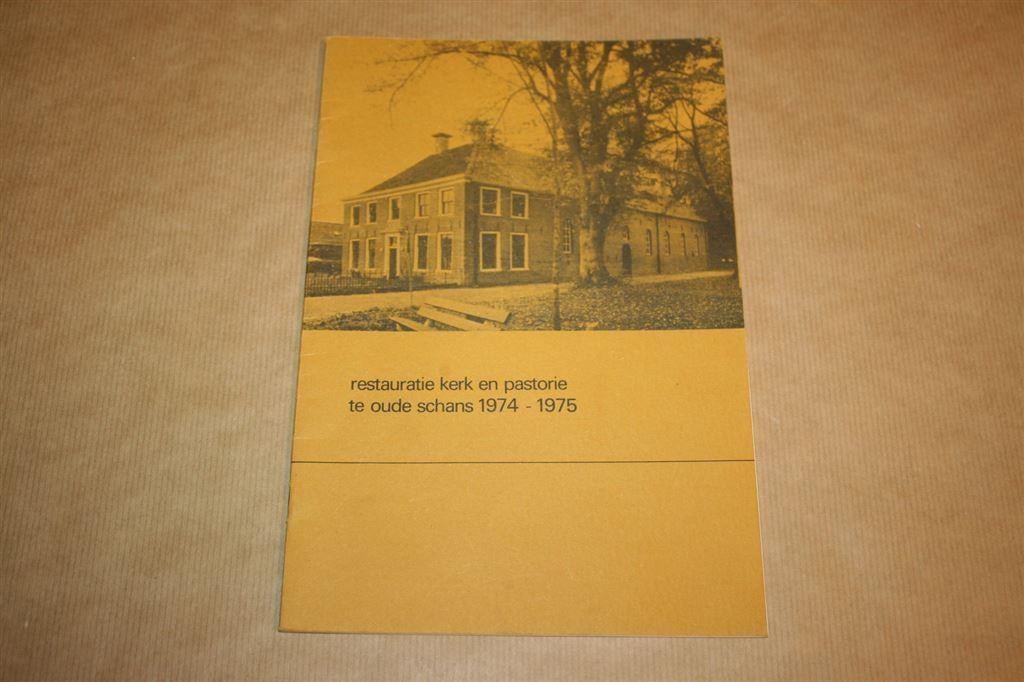 restauratie kerk en pastorie
te oude schans 1974 - 1975